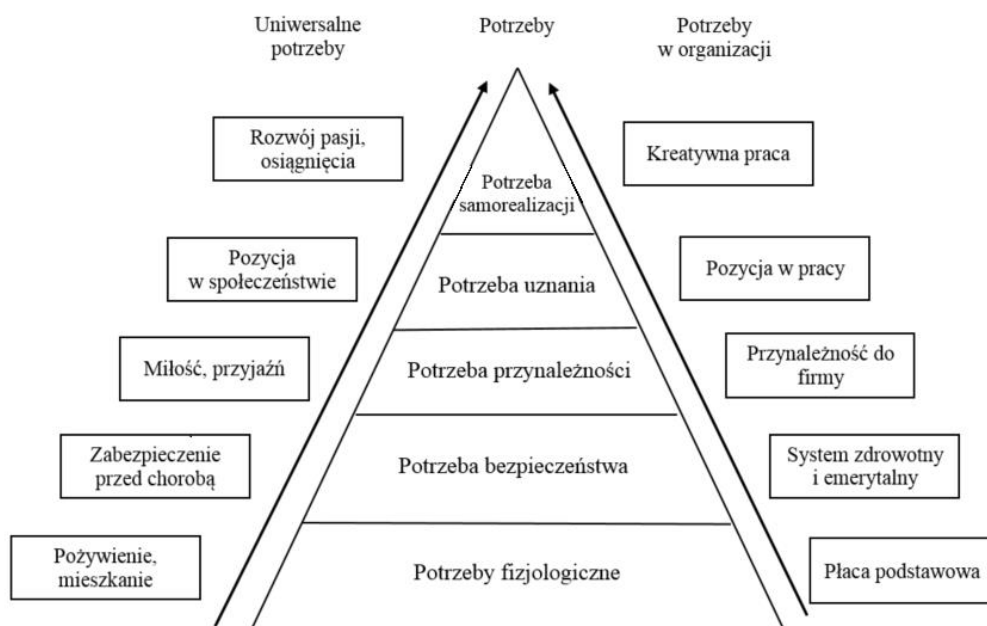 Uniwersalne
potrzeby
Potrzeby
Potrzeby
w organizacji
Rozwój pasji,
osiągnięcia
Potrzeba
samorealizacji
Kreatywna praca
Pozycja
w społeczeństwie
Potrzeba uznania
Pozycja w pracy
Miłość, przyjaźń
Potrzeba przynależności
Przynależność do
firmy
Zabezpieczenie
przed chorobą
Potrzeba bezpieczeństwa
System zdrowotny
i emerytalny
Pożywienie,
mieszkanie
Potrzeby fizjologiczne
Płaca podstawowa